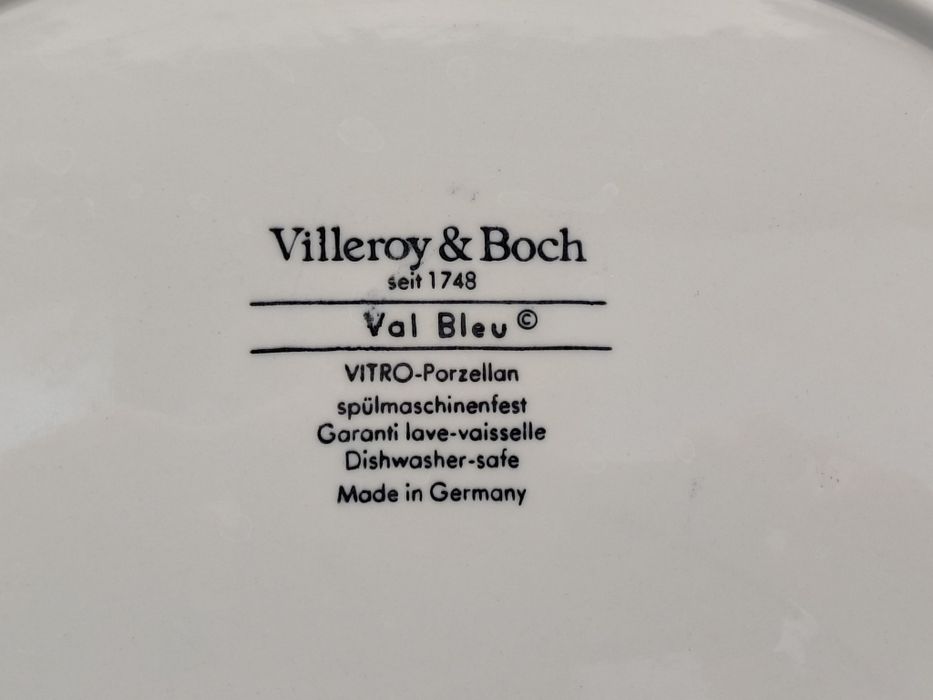 Villeroy & Boch
seit 1748
Val Bleu ©
VITRO-Porzellan
spülmaschinenfest
Garanti lave-vaisselle
Dishwasher-safe
Made in Germany